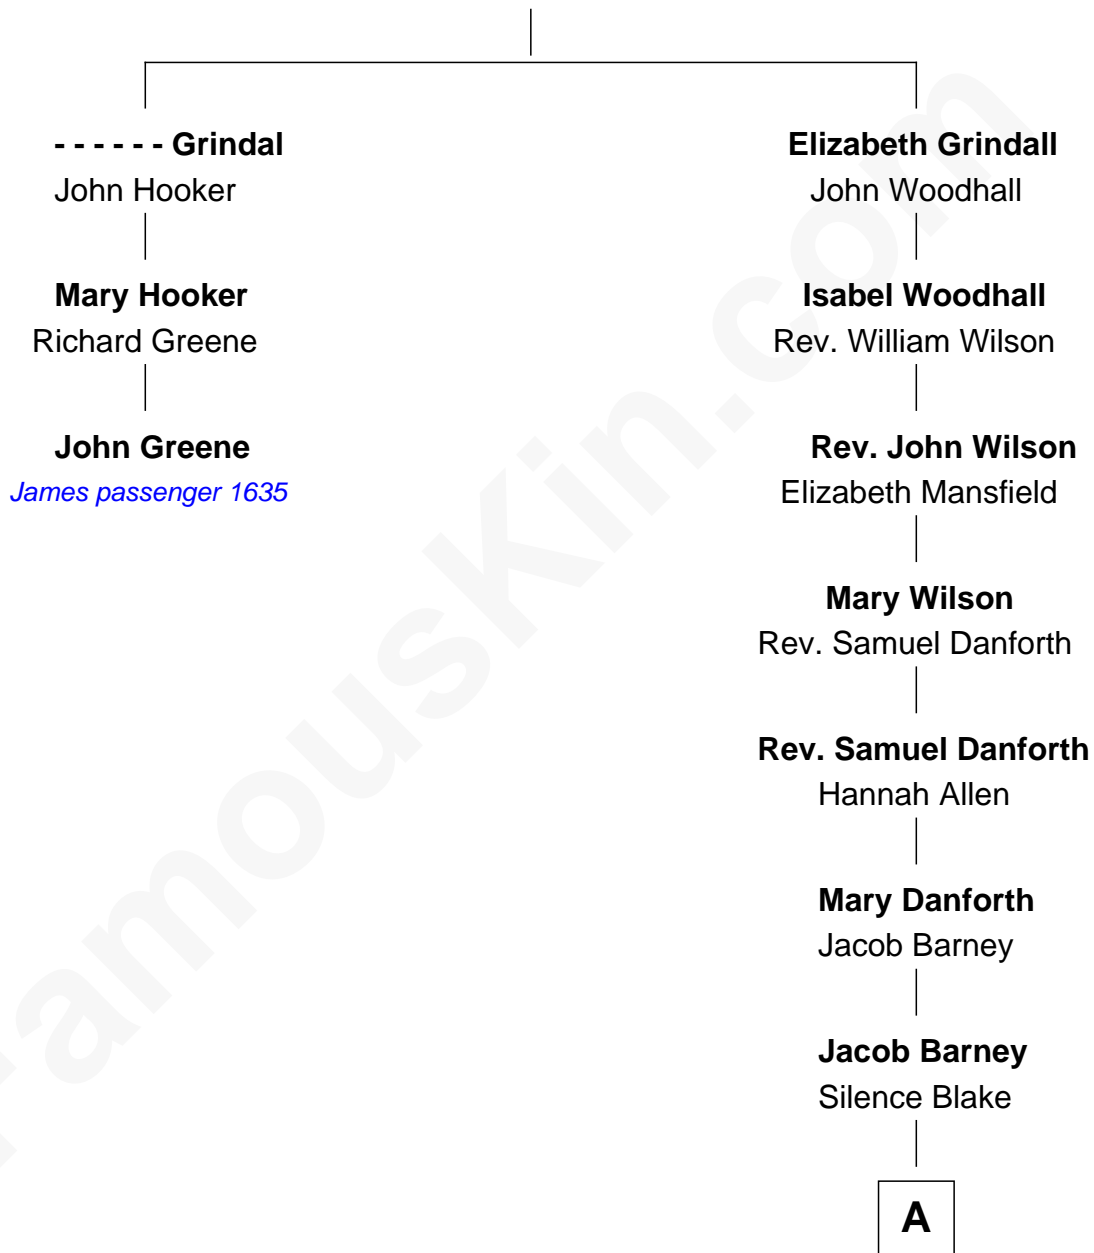 - - - - - - Grindal
John Hooker
Mary Hooker
Richard Greene
John Greene
James passenger 1635
Elizabeth Grindall
John Woodhall
Isabel Woodhall
Rev. William Wilson
Rev. John Wilson
Elizabeth Mansfield
Mary Wilson
Rev. Samuel Danforth
Rev. Samuel Danforth
Hannah Allen
Mary Danforth
Jacob Barney
Jacob Barney
Silence Blake
A
FamousKin.com